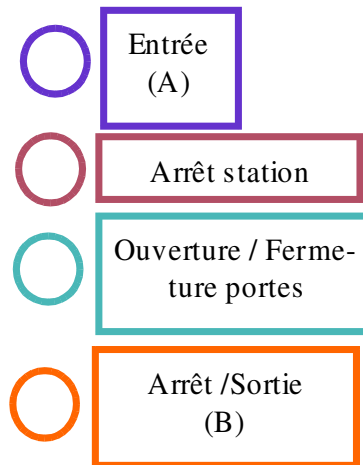 Entrée
(A)
Arrêt station
Ouverture / Ferme-
ture portes
Arrêt /Sortie
(B)